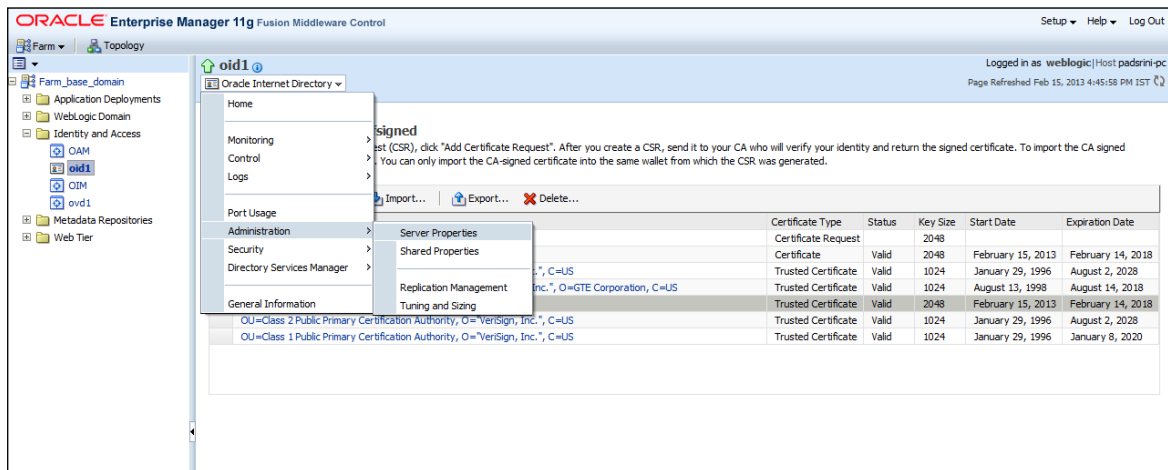 ORACLE Enterprise Manager 11g Fusion Middleware Control
Setup Help Log Out
Farm Topology
Farm_base_domain
Application Deployments
WebLogic Domain
Identity and Access
OAM
oid1
OIM
ovd1
Metadata Repositories
Web Tier
oid1
Logged in as weblogic|Host padsrini-pc
Oracle Internet Directory
Page Refreshed Feb 15, 2013 4:45:58 PM IST
Home
Monitoring
Control
Logs
Port Usage
Administration
Security
Directory Services Manager
General Information
Server Properties
Shared Properties
Replication Management
Tuning and Sizing
fsigned
est (CSR), click "Add Certificate Request". After you create a CSR, send it to your CA who will verify your identity and return the signed certificate. To import the CA signed
. You can only import the CA-signed certificate into the same wallet from which the CSR was generated.
Import... Export... Delete...
Certificate Type Status Key Size Start Date Expiration Date
Certificate Request 2048
Certificate Valid 2048 February 15, 2013 February 14, 2018
.", C=US Trusted Certificate Valid 1024 January 29, 1996 August 2, 2028
Inc.", O=GTE Corporation, C=US Trusted Certificate Valid 1024 August 13, 1998 August 14, 2018
Trusted Certificate Valid 2048 February 15, 2013 February 14, 2018
OU=Class 2 Public Primary Certification Authority, O="VeriSign, Inc.", C=US Trusted Certificate Valid 1024 January 29, 1996 August 2, 2028
OU=Class 1 Public Primary Certification Authority, O="VeriSign, Inc.", C=US Trusted Certificate Valid 1024 January 29, 1996 January 8, 2020